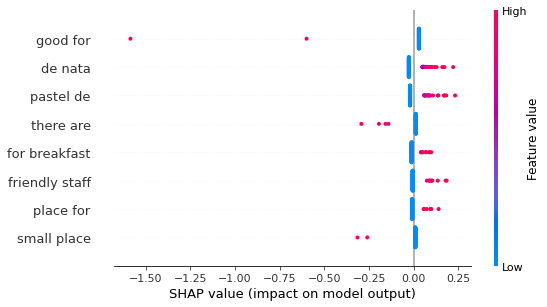 High
good for
de nata
pastel de
there are
for breakfast
friendly staff
place for
small place
Feature value
Low
−1.50 −1.25 −1.00 −0.75 −0.50 −0.25 0.00 0.25
SHAP value (impact on model output)